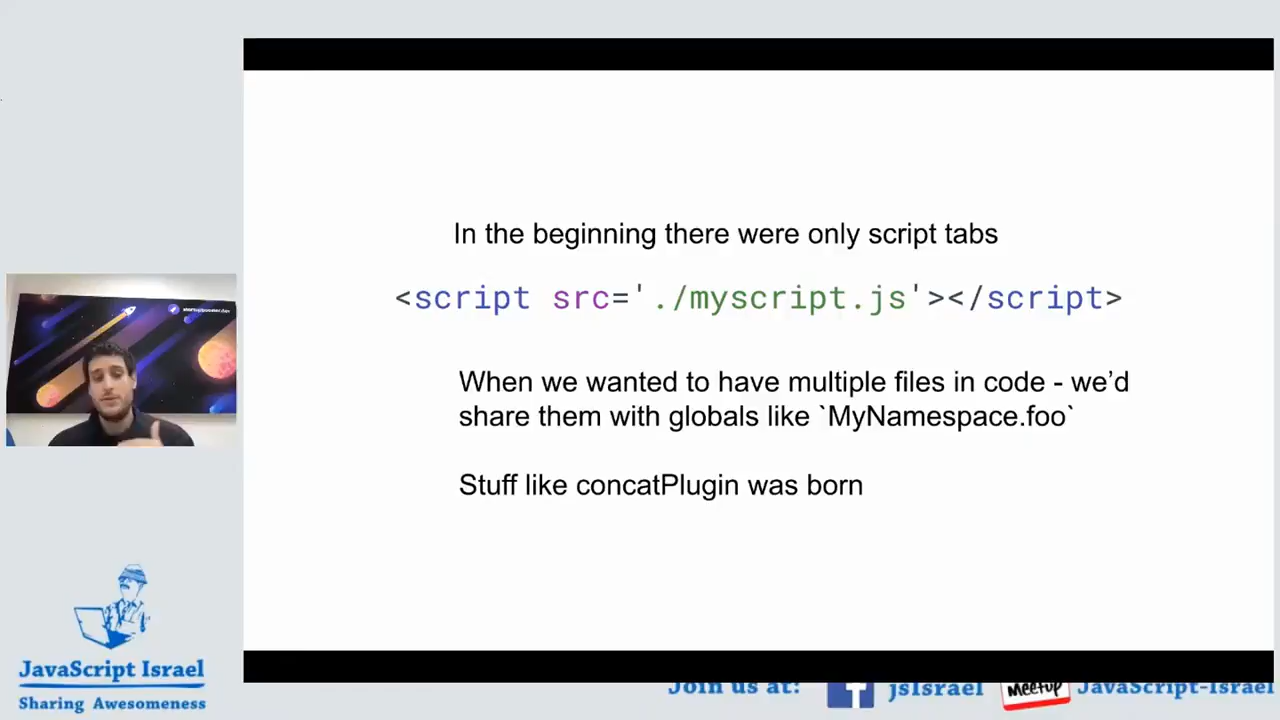 In the beginning there were only script tabs
<script src='./myscript.js'></script>
When we wanted to have multiple files in code - we’d
share them with globals like `MyNamespace.foo`
Stuff like concatPlugin was born
JavaScript Israel
Sharing Awesomeness
Join us at:
jsIsrael
Meetup
JavaScript-Israel